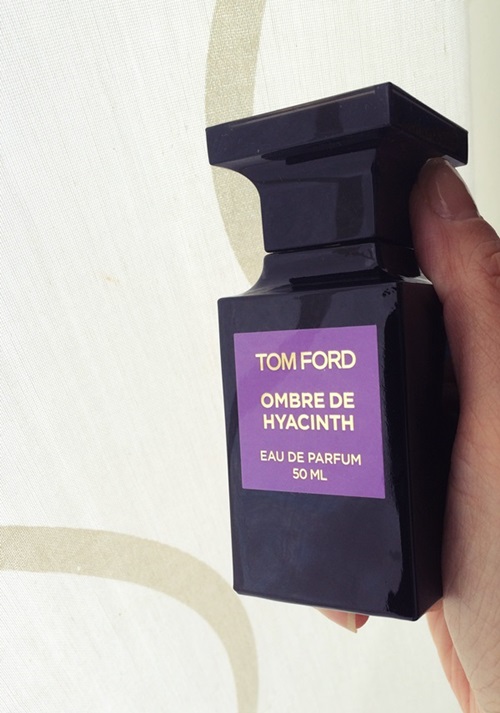 TOM FORD
OMBRE DE
HYACINTH
EAU DE PARFUM
50 ML